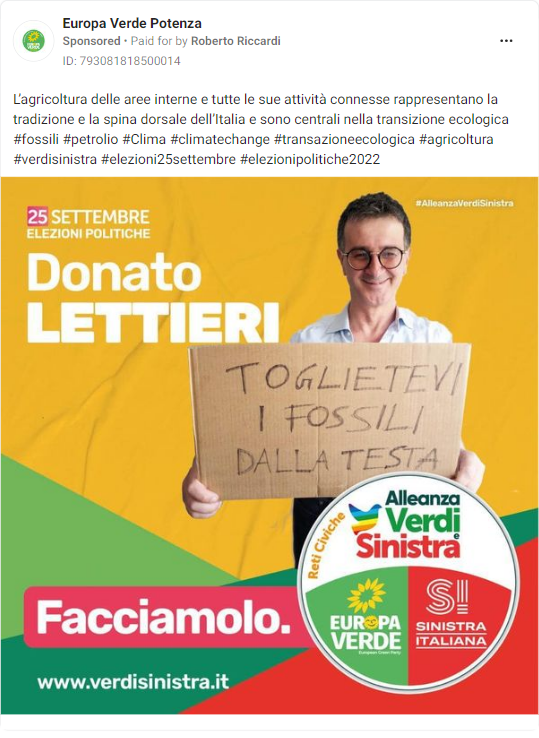 Europa Verde Potenza
Sponsored • Paid for by Roberto Riccardi
ID: 793081818500014
L'agricoltura delle aree interne e tutte le sue attività connesse rappresentano la
tradizione e la spina dorsale dell'Italia e sono centrali nella transizione ecologica
#fossili #petrolio #Clima #climatechange #transazioneecologica #agricoltura
#verdisinistra #elezioni25settembre #elezionipolitiche2022
25 SETTEMBRE
ELEZIONI POLITICHE
#AlleanzaVerdiSinistra
Donato
LETTIERI
TOGLIETEVI
I FOSSILI
DALLA TESTA
Reti Civiche
Alleanza
Verdi
e
Sinistra
EUROPA
VERDE
European Green Party
SI
SINISTRA
ITALIANA
Facciamolo.
www.verdisinistra.it